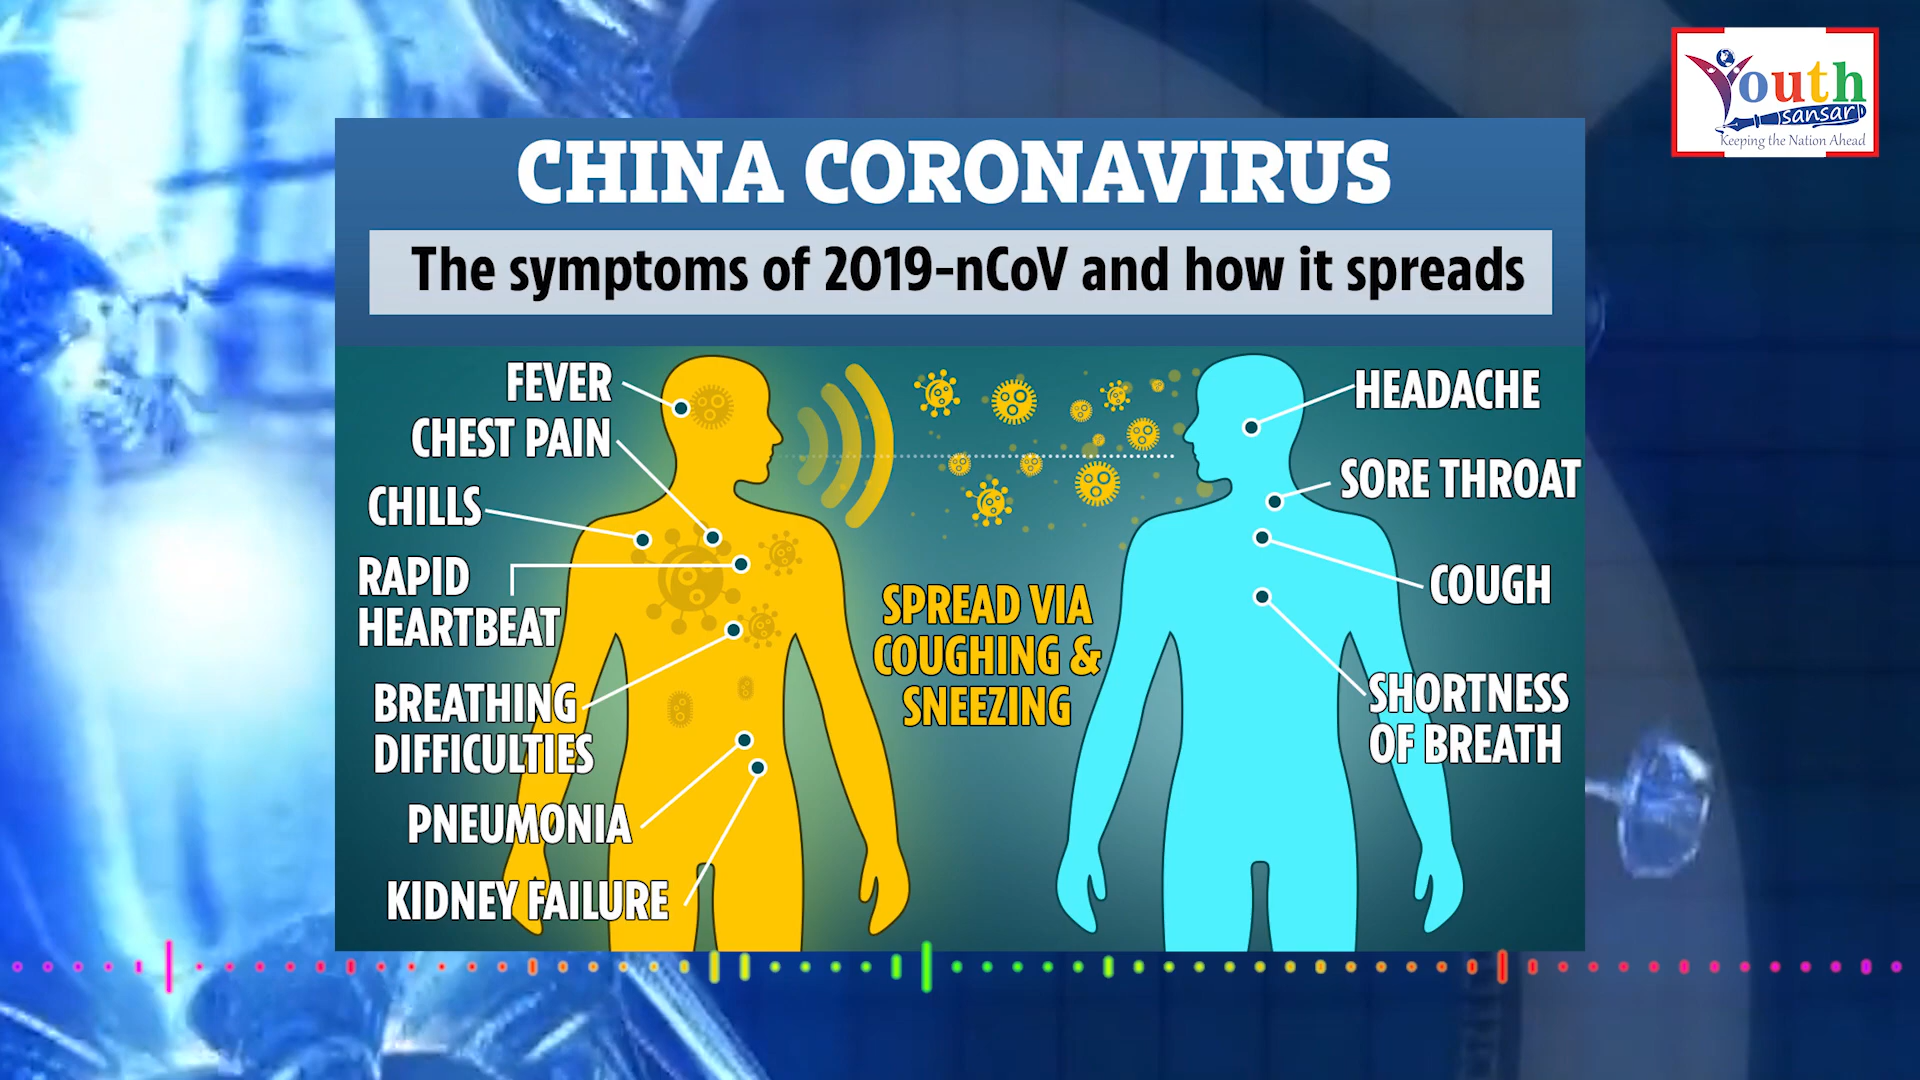 Youth
sansar
Keeping the Nation Ahead
CHINA CORONAVIRUS
The symptoms of 2019-nCoV and how it spreads
FEVER
CHEST PAIN
CHILLS
RAPID
HEARTBEAT
BREATHING
DIFFICULTIES
PNEUMONIA
KIDNEY FAILURE
SPREAD VIA
COUGHING &
SNEEZING
HEADACHE
SORE THROAT
COUGH
SHORTNESS
OF BREATH